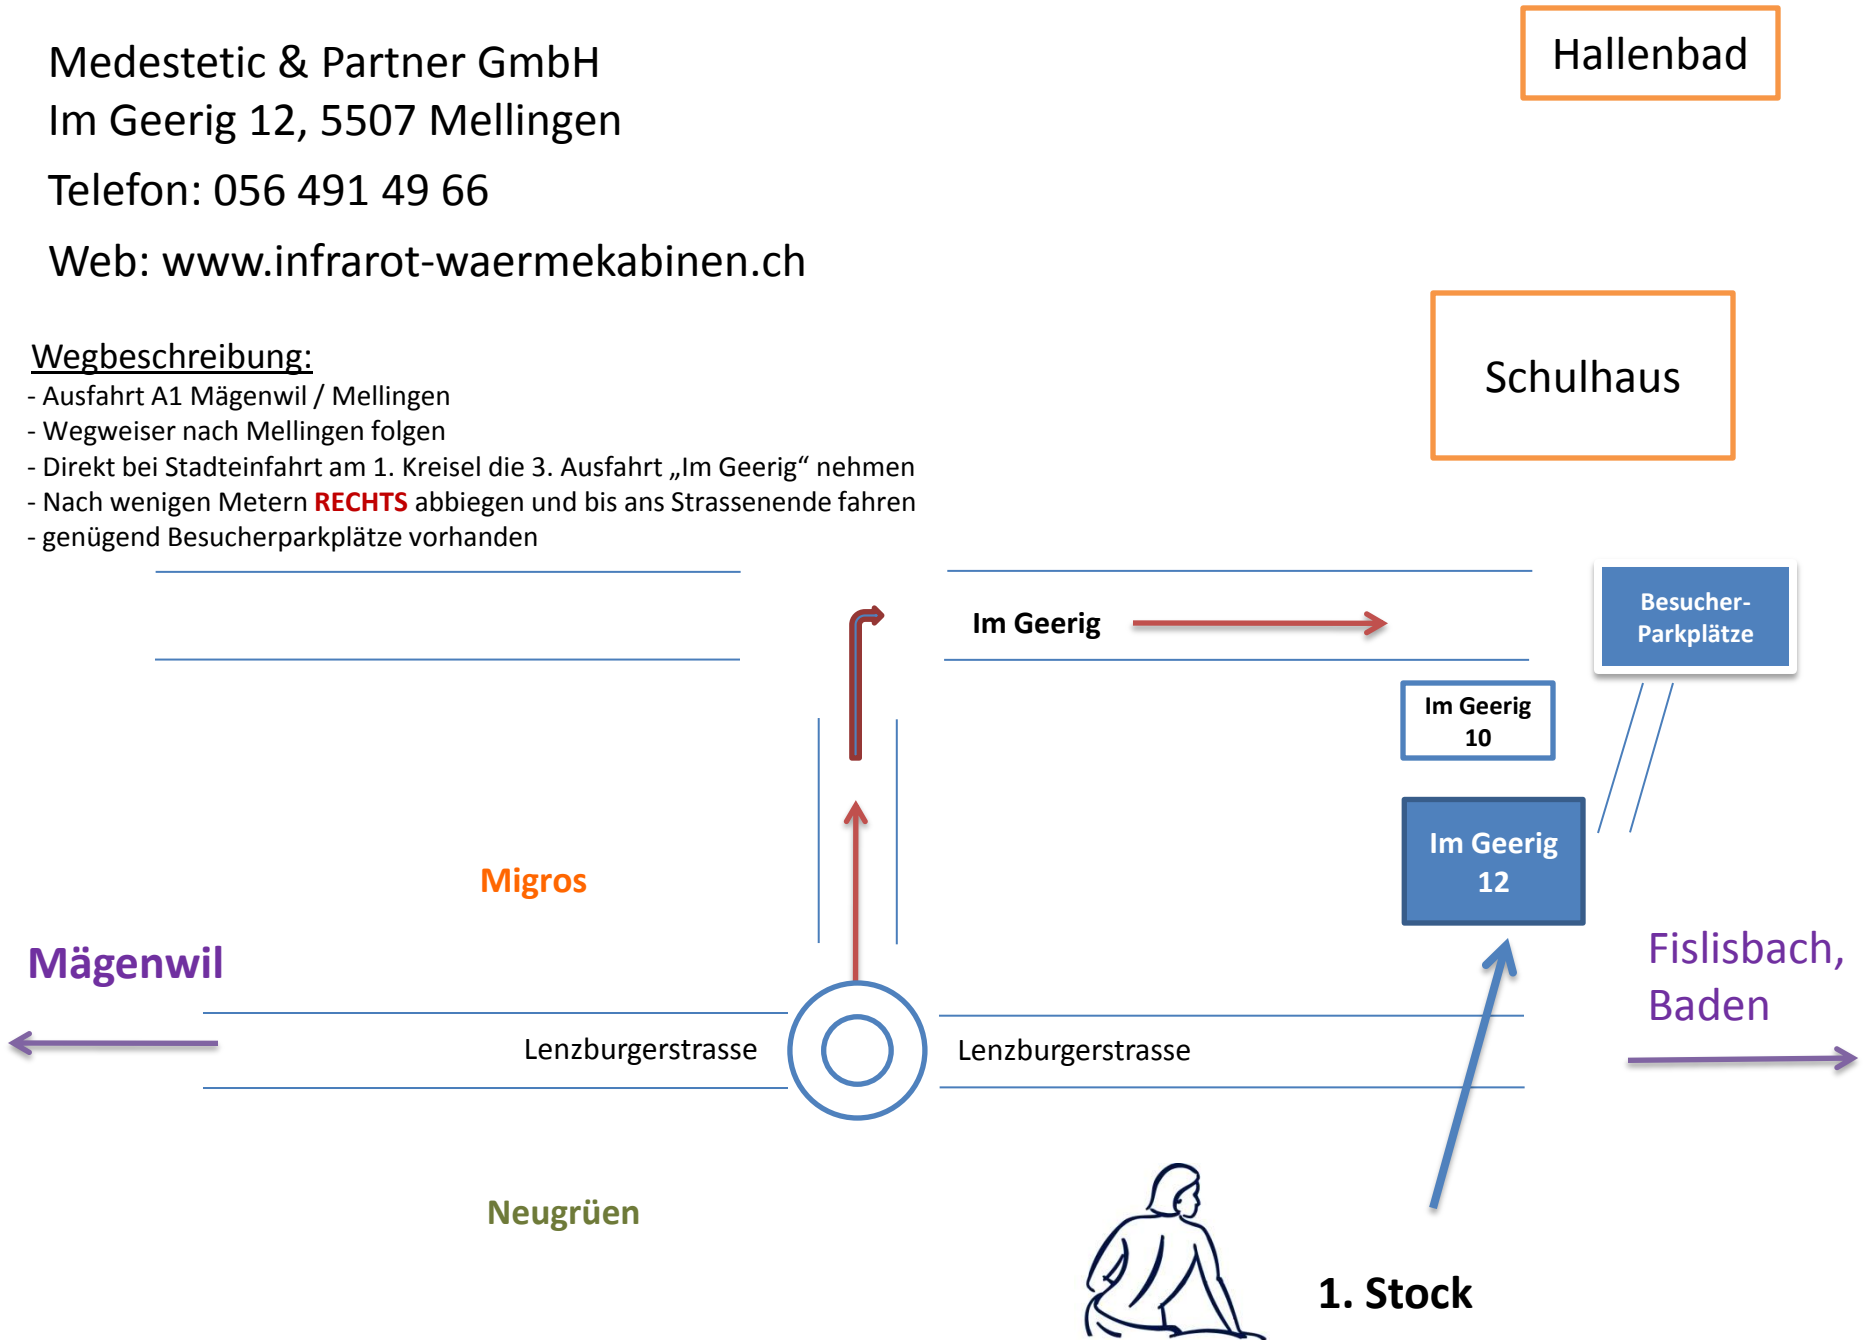 Medestetic & Partner GmbH
Im Geerig 12, 5507 Mellingen
Telefon: 056 491 49 66
Web: www.infrarot-waermekabinen.ch
Hallenbad
Schulhaus
Wegbeschreibung:
- Ausfahrt A1 Mägenwil / Mellingen
- Wegweiser nach Mellingen folgen
- Direkt bei Stadteinfahrt am 1. Kreisel die 3. Ausfahrt „Im Geerig“ nehmen
- Nach wenigen Metern RECHTS abbiegen und bis ans Strassenende fahren
- genügend Besucherparkplätze vorhanden
Im Geerig
Besucher-
Parkplätze
Im Geerig
10
Im Geerig
12
Migros
Mägenwil
Fislisbach,
Baden
Lenzburgerstrasse
Lenzburgerstrasse
Neugrüen
1. Stock